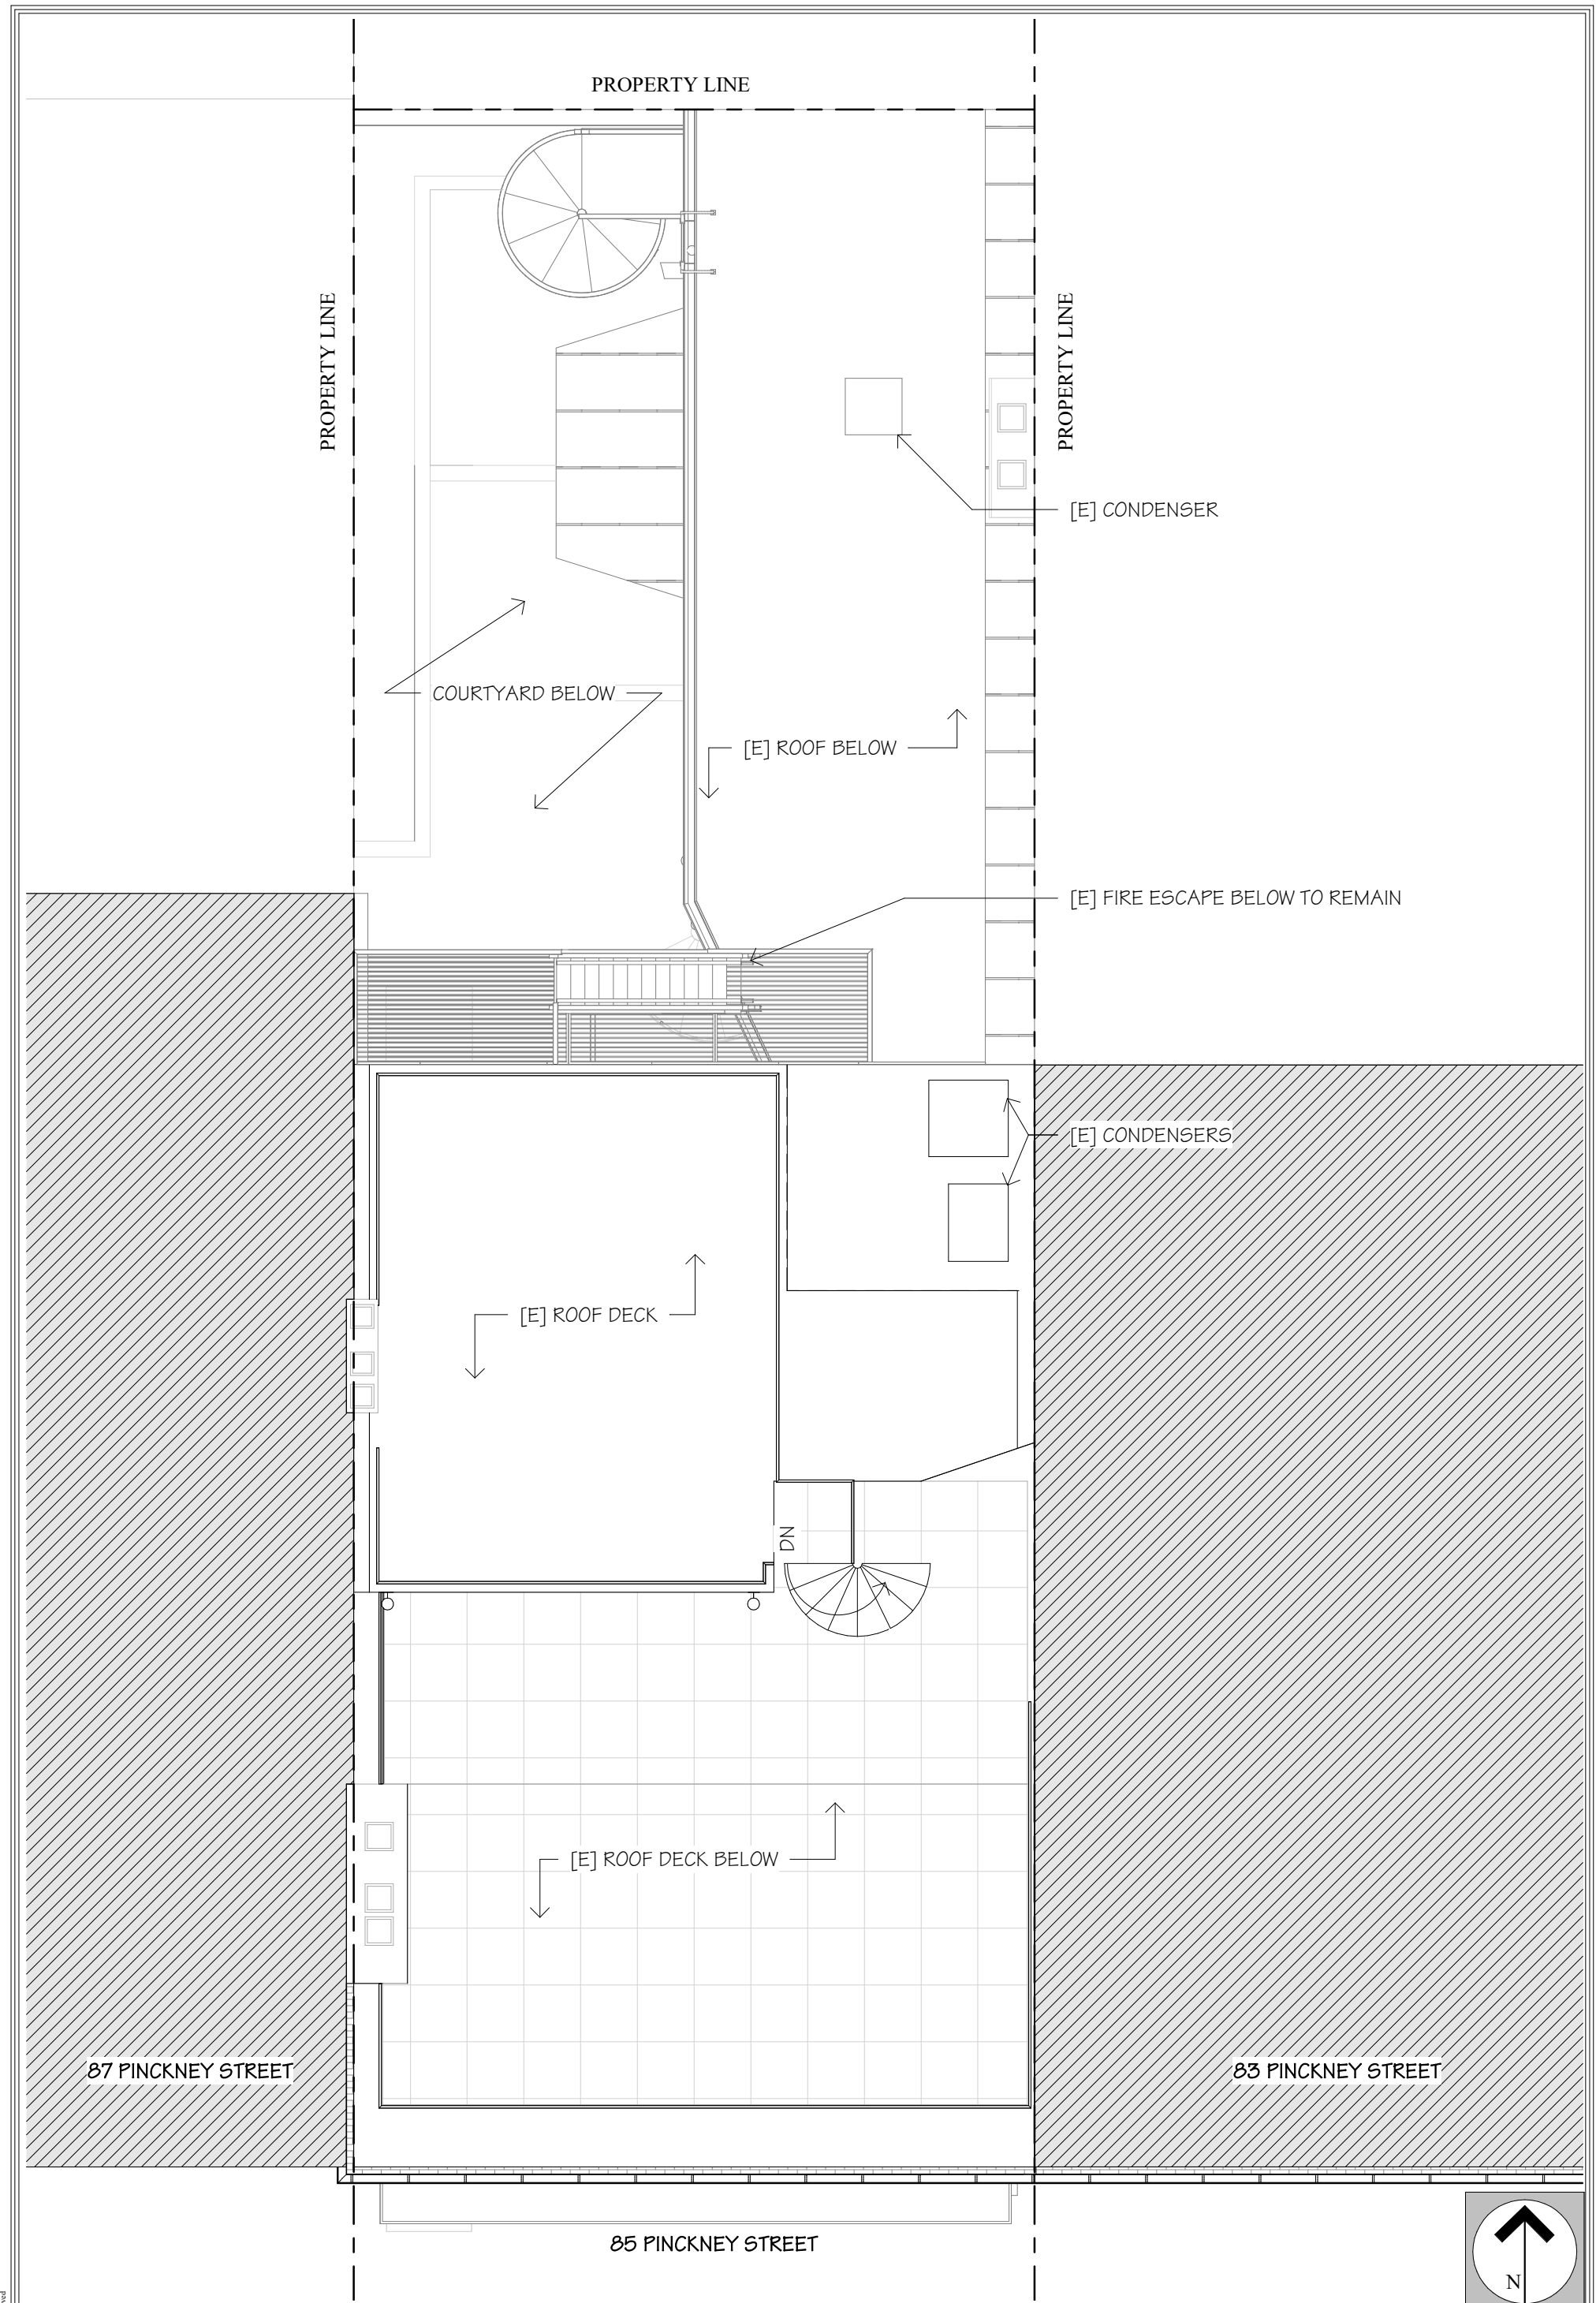 PROPERTY LINE
PROPERTY LINE
PROPERTY LINE
[E] CONDENSER
COURTYARD BELOW
[E] ROOF BELOW
[E] FIRE ESCAPE BELOW TO REMAIN
[E] CONDENSERS
[E] ROOF DECK
DN
[E] ROOF DECK BELOW
87 PINCKNEY STREET
83 PINCKNEY STREET
85 PINCKNEY STREET
N